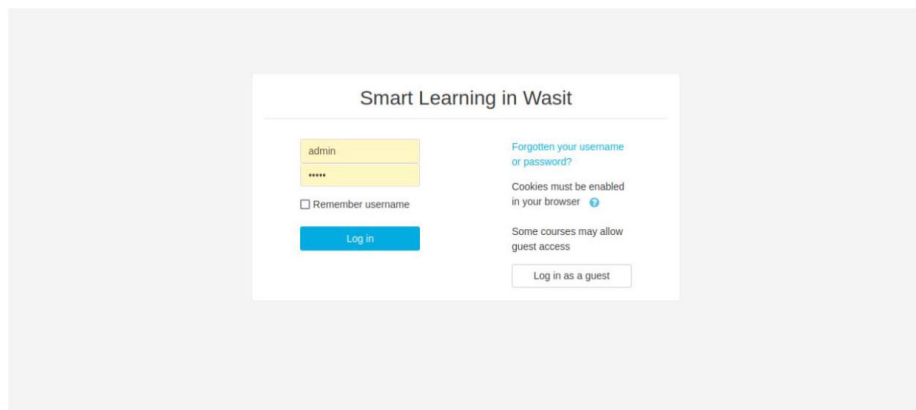 Smart Learning in Wasit
admin
•••••
Remember username
Log in
Forgotten your username
or password?
Cookies must be enabled
in your browser ?
Some courses may allow
guest access
Log in as a guest